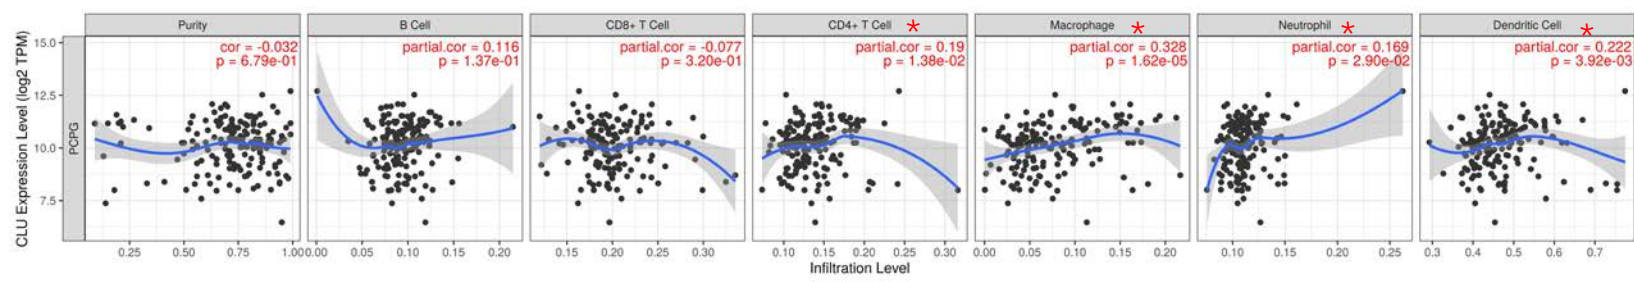 Purity
B Cell
CD8+ T Cell
CD4+ T Cell *
Macrophage *
Neutrophil *
Dendritic Cell *
cor = -0.032
p = 6.79e-01
partial.cor = 0.116
p = 1.37e-01
partial.cor = -0.077
p = 3.20e-01
partial.cor = 0.19
p = 1.38e-02
partial.cor = 0.328
p = 1.62e-05
partial.cor = 0.169
p = 2.90e-02
partial.cor = 0.222
p = 3.92e-03
CLU Expression Level (log2 TPM)
PCPG
15.0
12.5
10.0
7.5
0.25 0.50 0.75 1.00
0.00 0.05 0.10 0.15 0.20
0.15 0.20 0.25 0.30
0.10 0.15 0.20 0.25 0.30
0.00 0.05 0.10 0.15 0.20
0.10 0.15 0.20 0.25
0.3 0.4 0.5 0.6 0.7
Infiltration Level